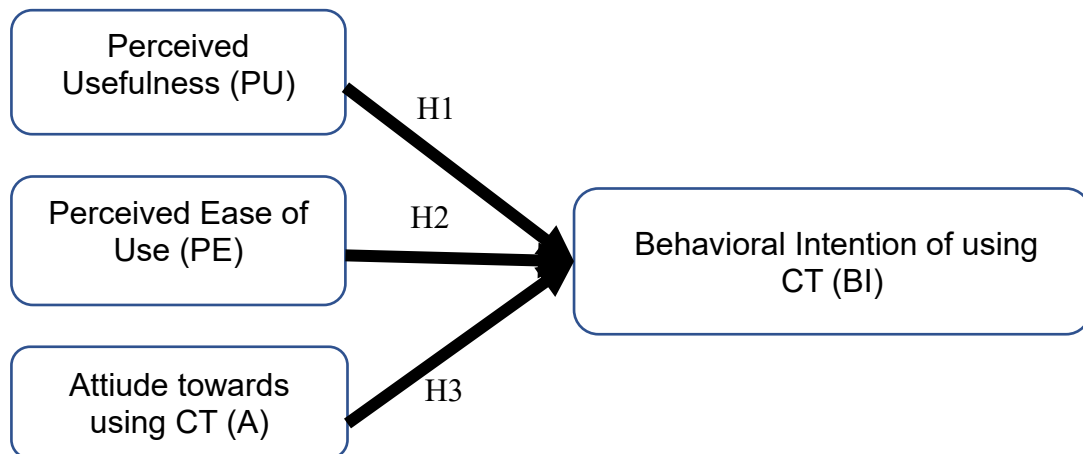 Perceived
Usefulness (PU)
H1
Perceived Ease of
Use (PE)
H2
Behavioral Intention of using
CT (BI)
Attiude towards
using CT (A)
H3